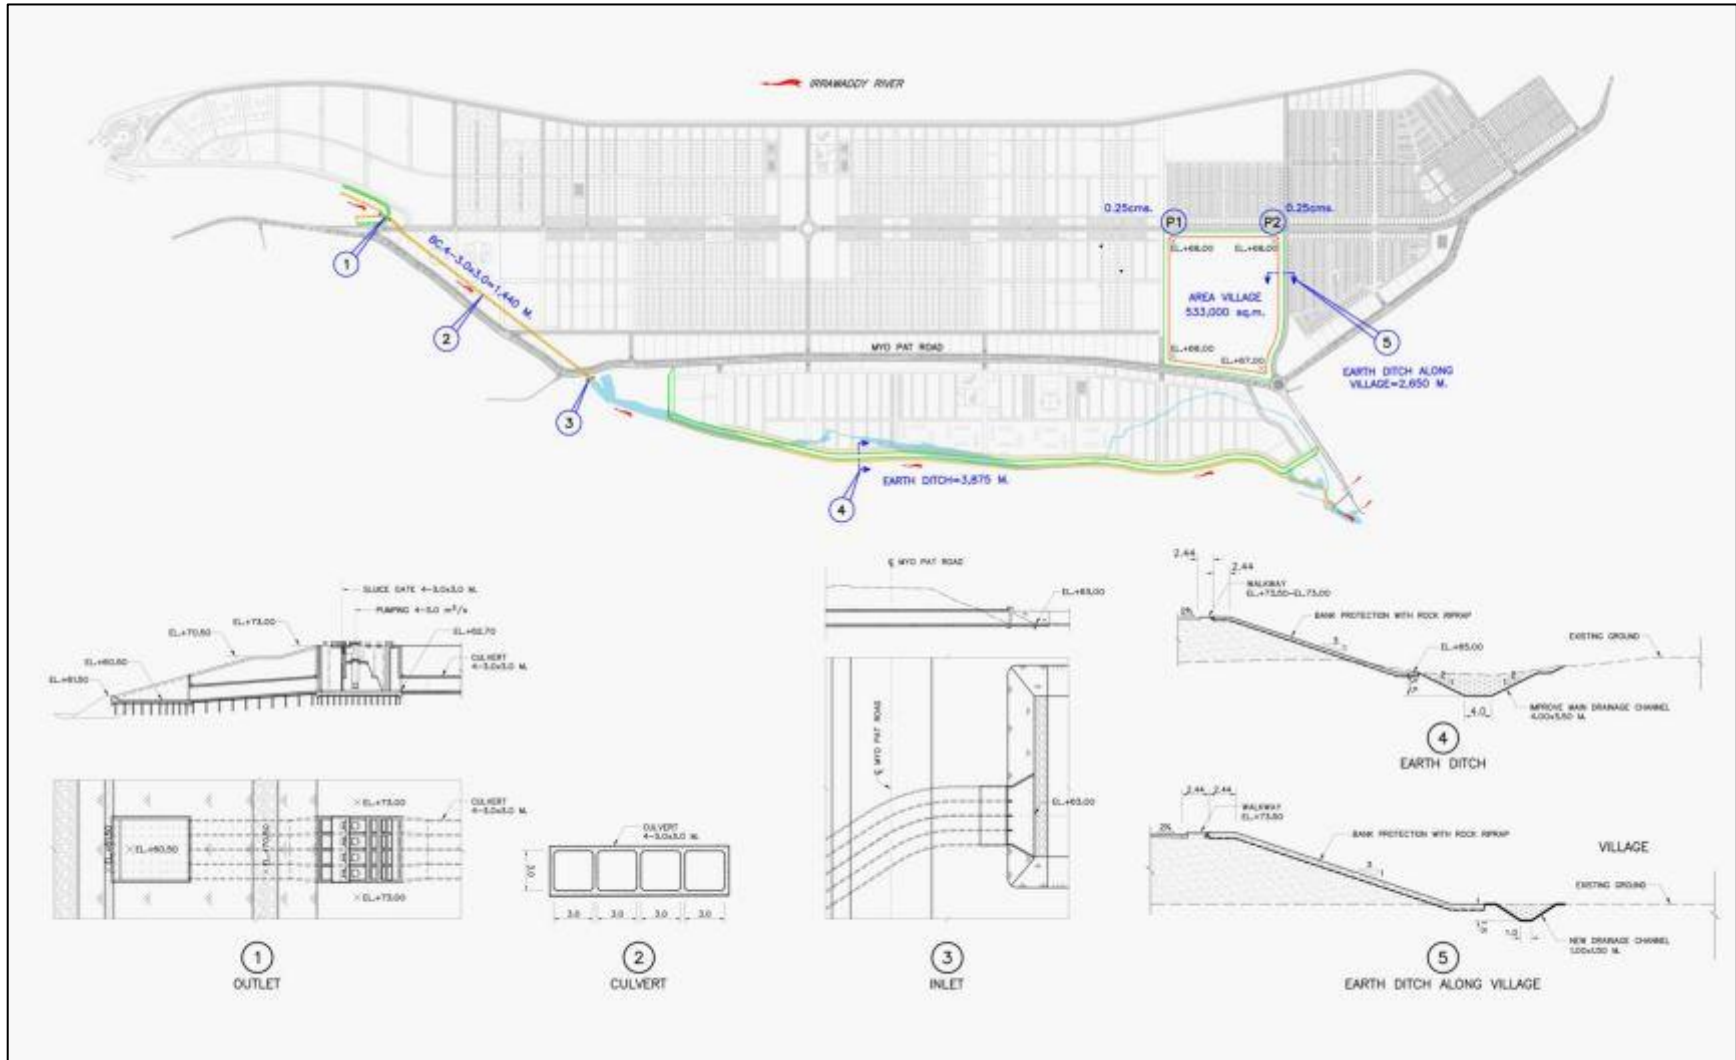 IRRAWADDY RIVER
0.25cms.
P1
P2
0.25cms.
EL.+68.00
EL.+68.00
AREA VILLAGE
533,000 sq.m.
EL.+67.00
1
BC.4-3.0x3.0=1,440 M.
2
MYO PAT ROAD
5
EARTH DITCH ALONG
VILLAGE=2,650 M.
3
EARTH DITCH=3,875 M.
4
SLUICE GATE 4-3.0x3.0 M.
PUMPING 4-3.0 m³/s
EL.+73.00
EL.+70.50
EL.+60.50
CULVERT
4-3.0x3.0 M.
EL.+73.00
CULVERT
4-3.0x3.0 M.
EL.+60.50
EL.+70.50
EL.+73.00
1
OUTLET
CULVERT
4-3.0x3.0 M.
3.0
3.0
3.0
3.0
3.0
2
CULVERT
℄ MYO PAT ROAD
EL.+63.00
℄ MYO PAT ROAD
EL.+63.00
3
INLET
2.44
2.44
WALKWAY
EL.+73.50-EL.73.00
2%
BANK PROTECTION WITH ROCK RIPRAP
3
1
EL.+65.00
EXISTING GROUND
2
1
2
1
4.0
IMPROVE MAIN DRAINAGE CHANNEL
4
EARTH DITCH
2.44
2.44
WALKWAY
EL.+73.50
2%
BANK PROTECTION WITH ROCK RIPRAP
3
1
VILLAGE
EXISTING GROUND
1.0
NEW DRAINAGE CHANNEL
1.00x1.50 M.
5
EARTH DITCH ALONG VILLAGE